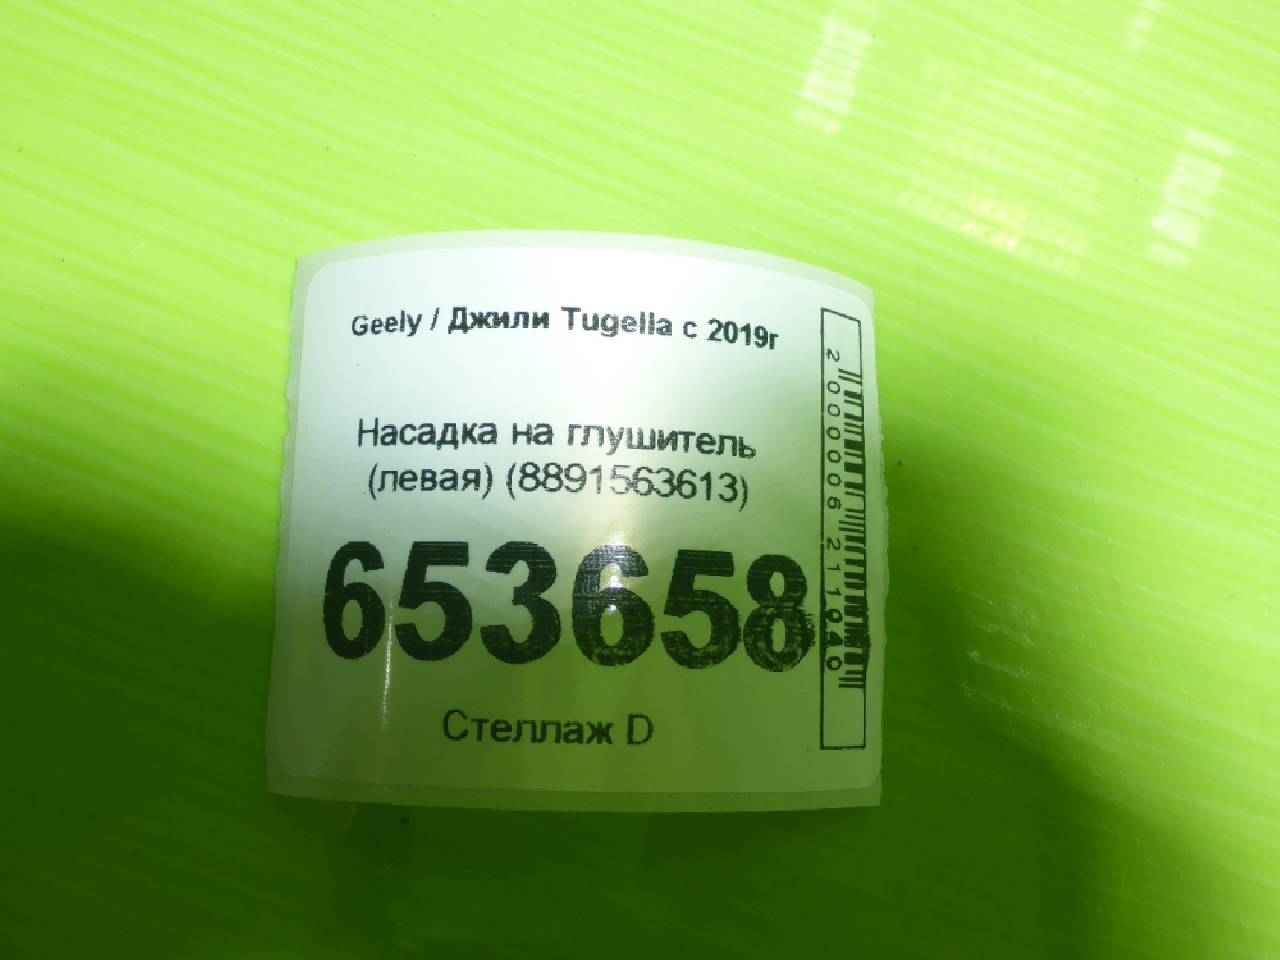 Geely / Джили Tugella с 2019г
Насадка на глушитель
(левая) (8891563613)
653658
Стеллаж D
2000006211940